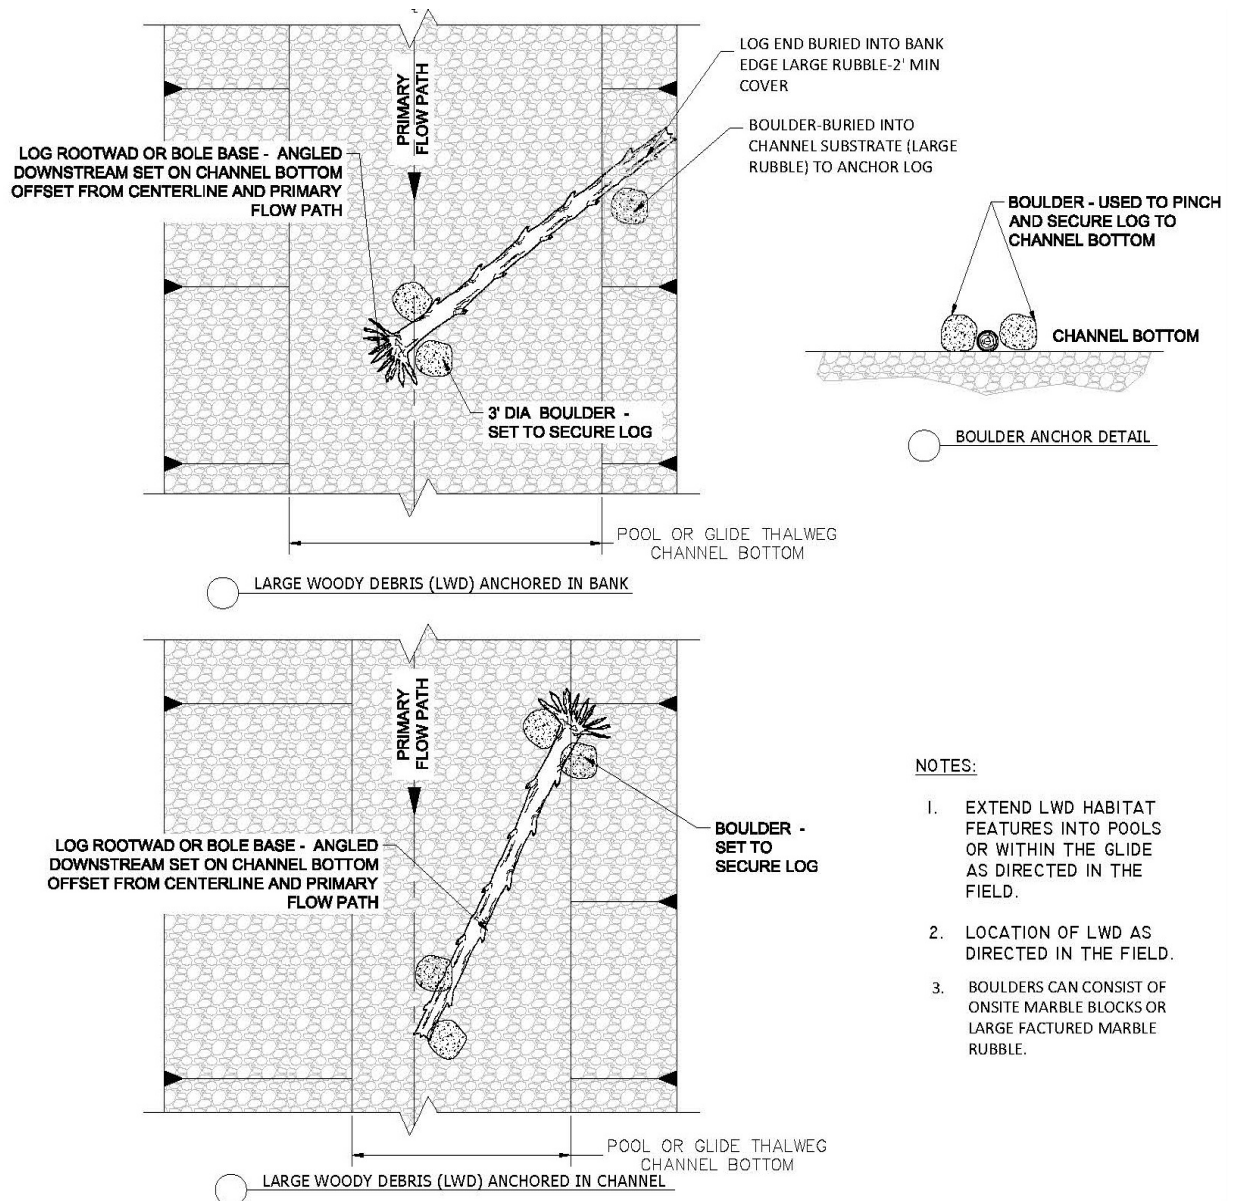 LOG END BURIED INTO BANK
EDGE LARGE RUBBLE-2' MIN
COVER
PRIMARY
FLOW PATH
BOULDER-BURIED INTO
CHANNEL SUBSTRATE (LARGE
RUBBLE) TO ANCHOR LOG
LOG ROOTWAD OR BOLE BASE - ANGLED
DOWNSTREAM SET ON CHANNEL BOTTOM
OFFSET FROM CENTERLINE AND PRIMARY
FLOW PATH
3' DIA BOULDER -
SET TO SECURE LOG
POOL OR GLIDE THALWEG
CHANNEL BOTTOM
LARGE WOODY DEBRIS (LWD) ANCHORED IN BANK
BOULDER - USED TO PINCH
AND SECURE LOG TO
CHANNEL BOTTOM
CHANNEL BOTTOM
BOULDER ANCHOR DETAIL
PRIMARY
FLOW PATH
LOG ROOTWAD OR BOLE BASE - ANGLED
DOWNSTREAM SET ON CHANNEL BOTTOM
OFFSET FROM CENTERLINE AND PRIMARY
FLOW PATH
BOULDER -
SET TO
SECURE LOG
POOL OR GLIDE THALWEG
CHANNEL BOTTOM
LARGE WOODY DEBRIS (LWD) ANCHORED IN CHANNEL
NOTES:
1. EXTEND LWD HABITAT
FEATURES INTO POOLS
OR WITHIN THE GLIDE
AS DIRECTED IN THE
FIELD.
2. LOCATION OF LWD AS
DIRECTED IN THE FIELD.
3. BOULDERS CAN CONSIST OF
ONSITE MARBLE BLOCKS OR
LARGE FACTURED MARBLE
RUBBLE.